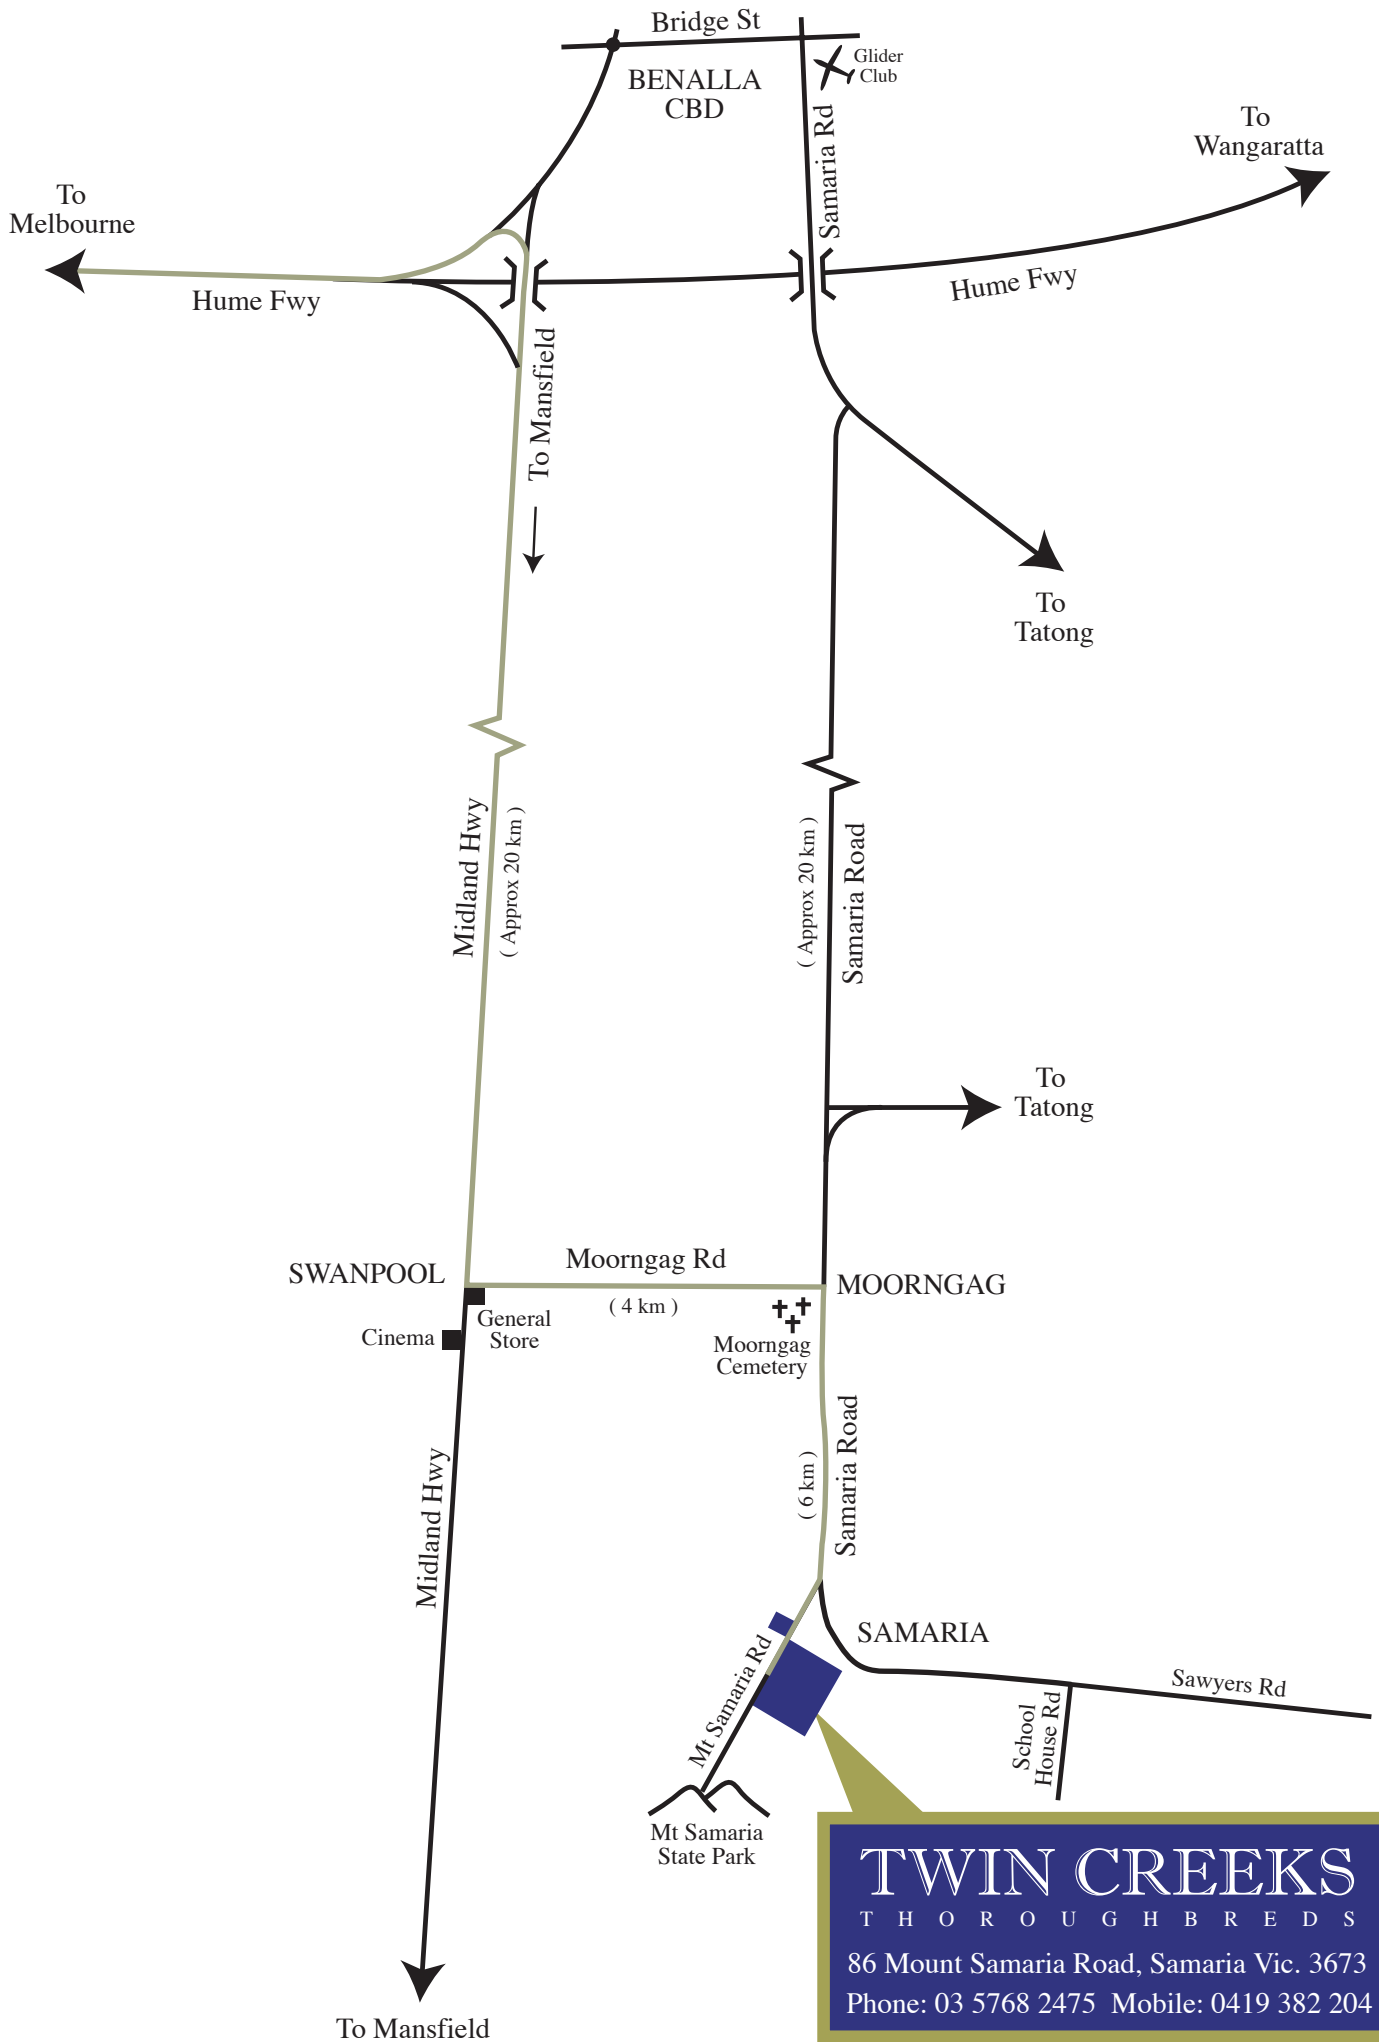 Bridge St
Glider
Club
BENALLA
CBD
Samaria Rd
To
Wangaratta
To
Melbourne
Hume Fwy
Hume Fwy
To Mansfield
To
Tatong
Midland Hwy
( Approx 20 km )
( Approx 20 km )
Samaria Road
To
Tatong
SWANPOOL
Moorngag Rd
MOORNGAG
( 4 km )
General
Store
Cinema
Moorngag
Cemetery
Midland Hwy
( 6 km )
Samaria Road
SAMARIA
Mt Samaria Rd
Sawyers Rd
School
House Rd
Mt Samaria
State Park
TWIN CREEKS
THOROUGHBREDS
86 Mount Samaria Road, Samaria Vic. 3673
Phone: 03 5768 2475 Mobile: 0419 382 204
To Mansfield